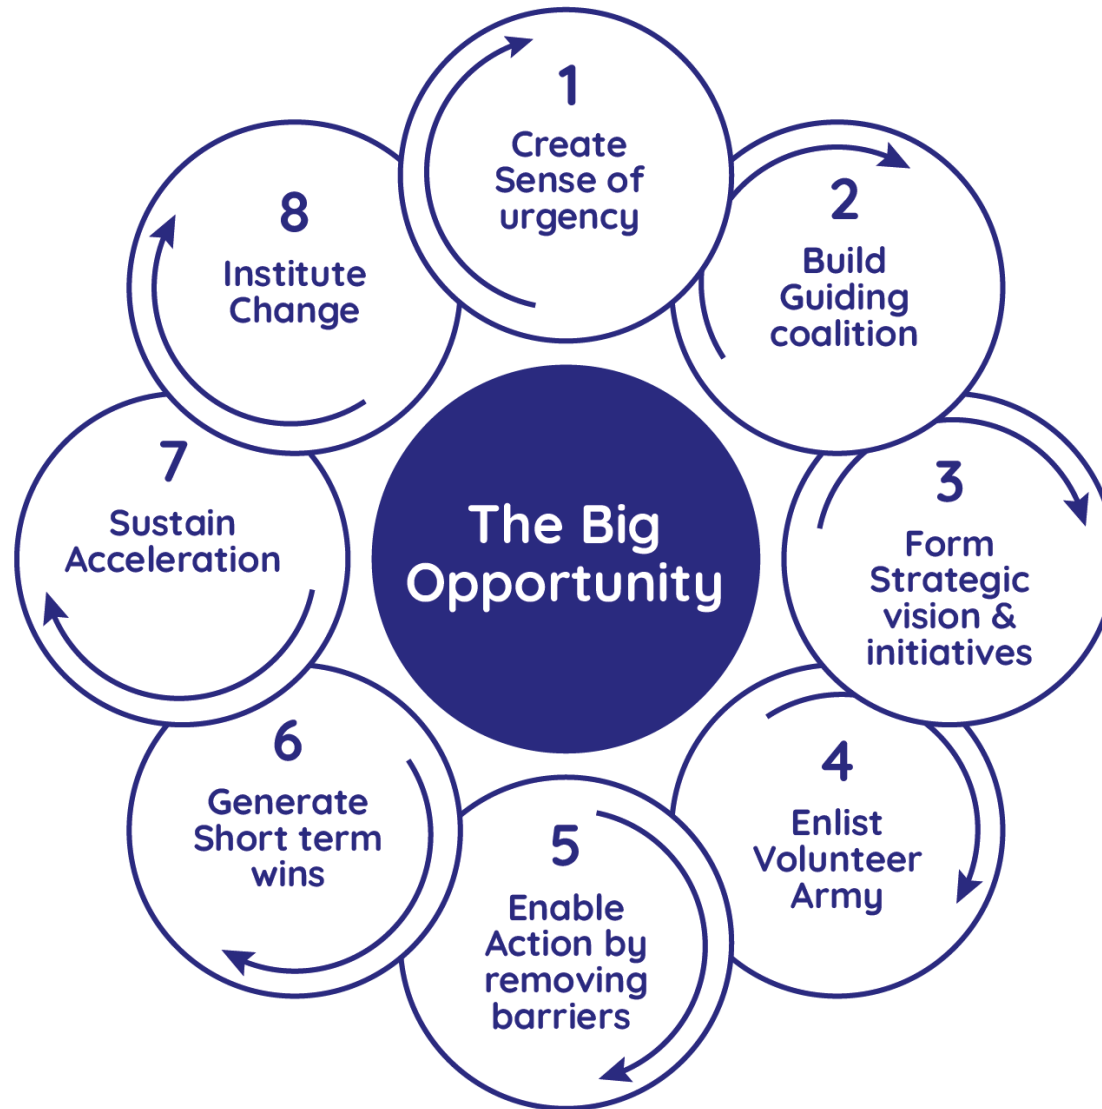 1
Create
Sense of
urgency
2
Build
Guiding
coalition
3
Form
Strategic
vision &
initiatives
4
Enlist
Volunteer
Army
5
Enable
Action by
removing
barriers
6
Generate
Short term
wins
7
Sustain
Acceleration
8
Institute
Change
The Big
Opportunity